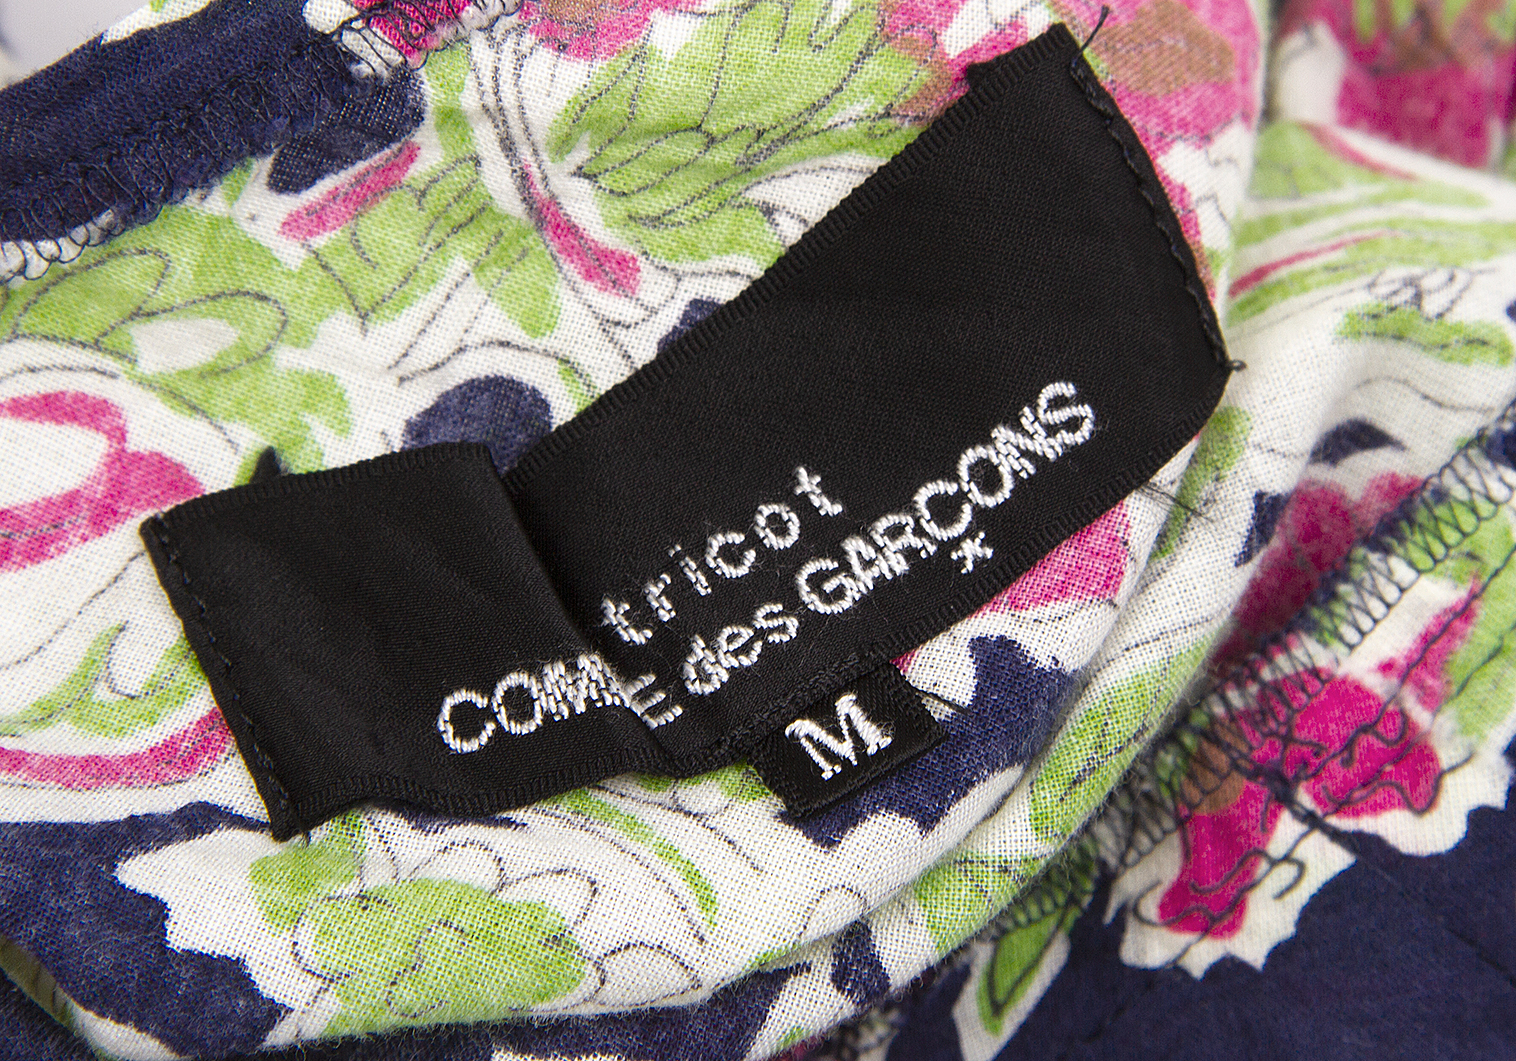 tricot
COMME des GARCONS
*
M